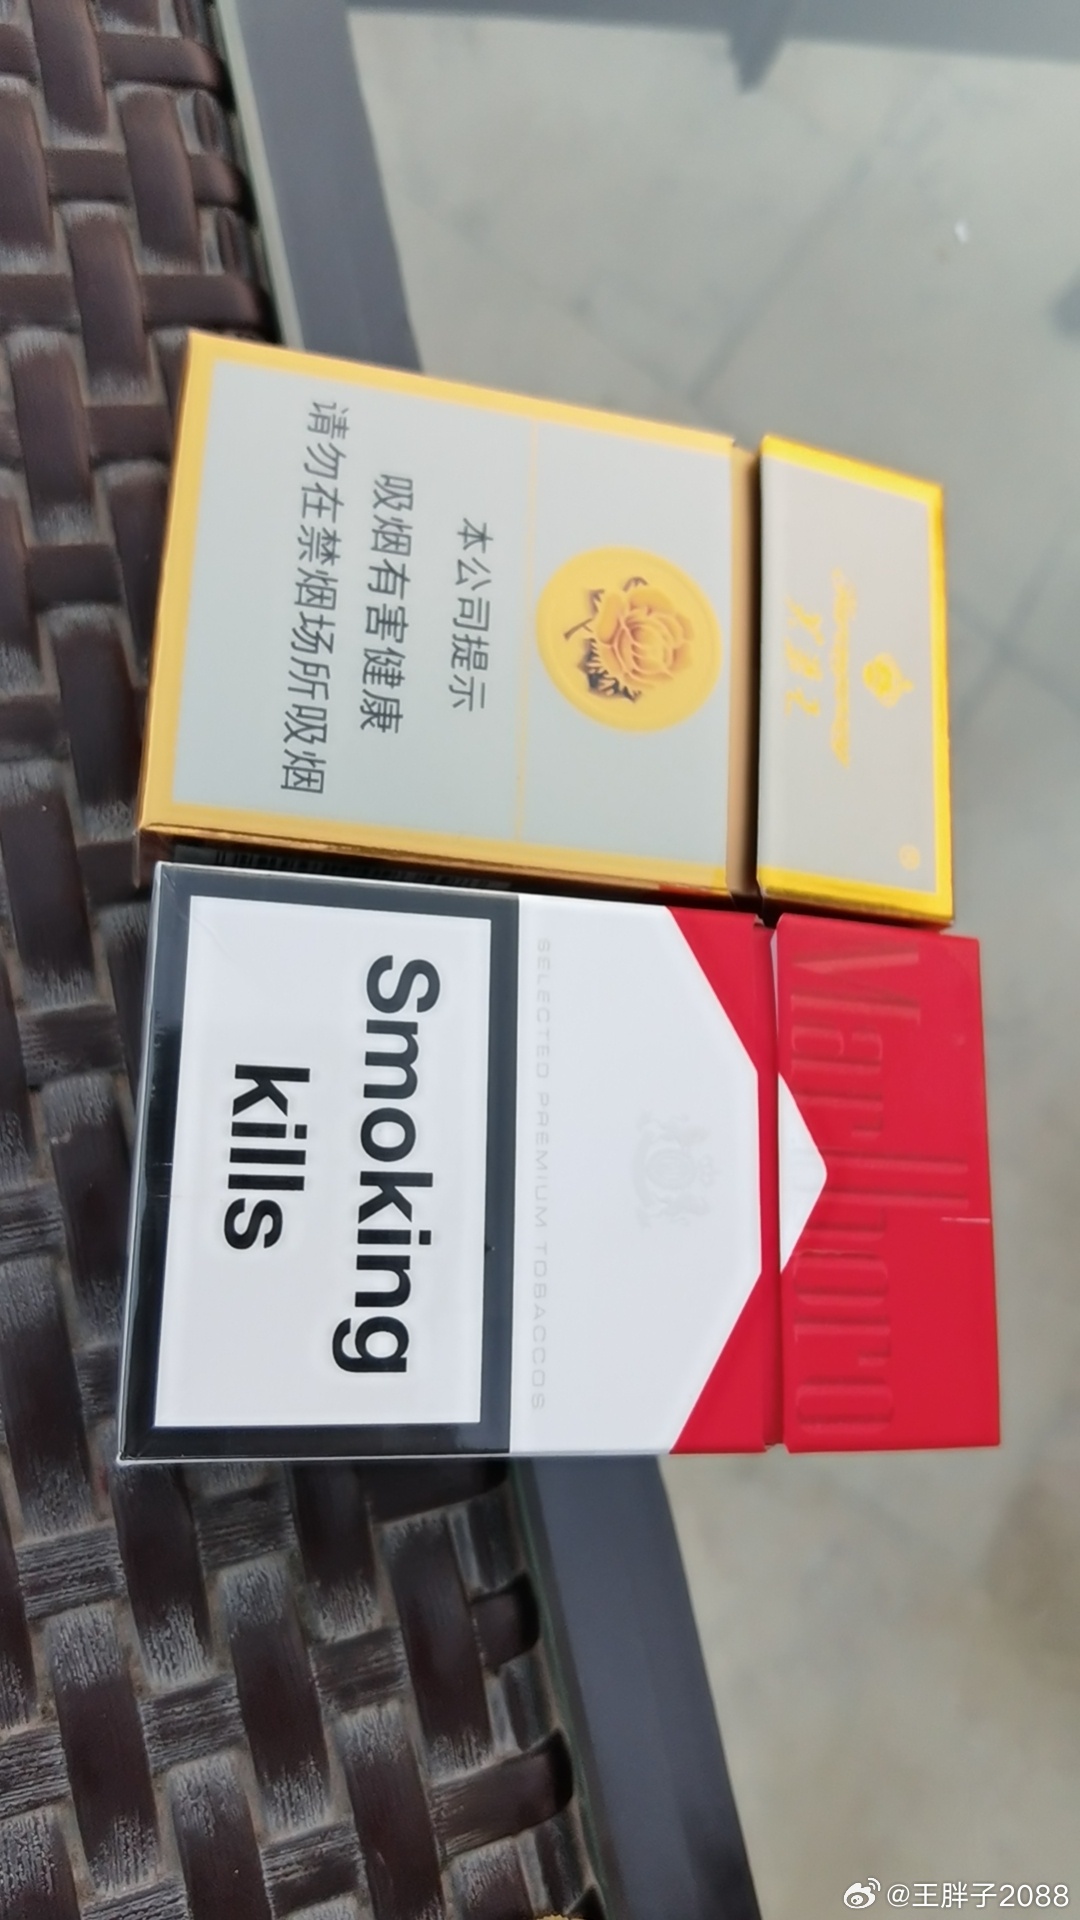 本公司提示
吸烟有害健康
请勿在禁烟场所吸烟
Marlboro
SELECTED PREMIUM TOBACCOS
Smoking
kills
@王胖子2088